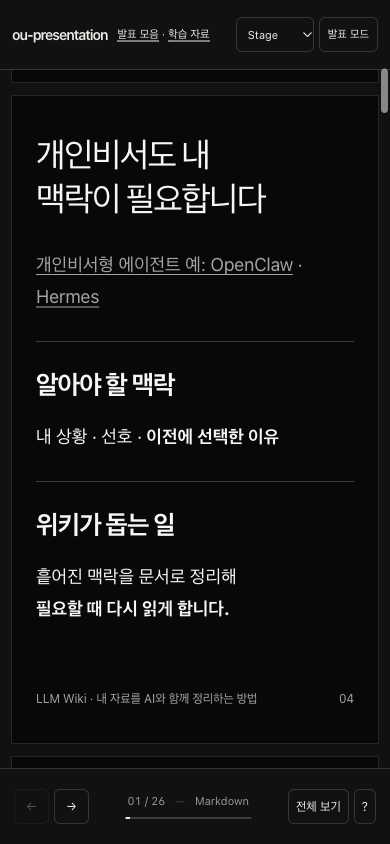 ou-presentation 발표 모음 · 학습 자료 Stage 발표 모드
개인비서도 내
맥락이 필요합니다
개인비서형 에이전트 예: OpenClaw ·
Hermes
알아야 할 맥락
내 상황 · 선호 · 이전에 선택한 이유
위키가 돕는 일
흩어진 맥락을 문서로 정리해
필요할 때 다시 읽게 합니다.
LLM Wiki · 내 자료를 AI와 함께 정리하는 방법 04
← → 01 / 26 — Markdown 전체 보기 ?